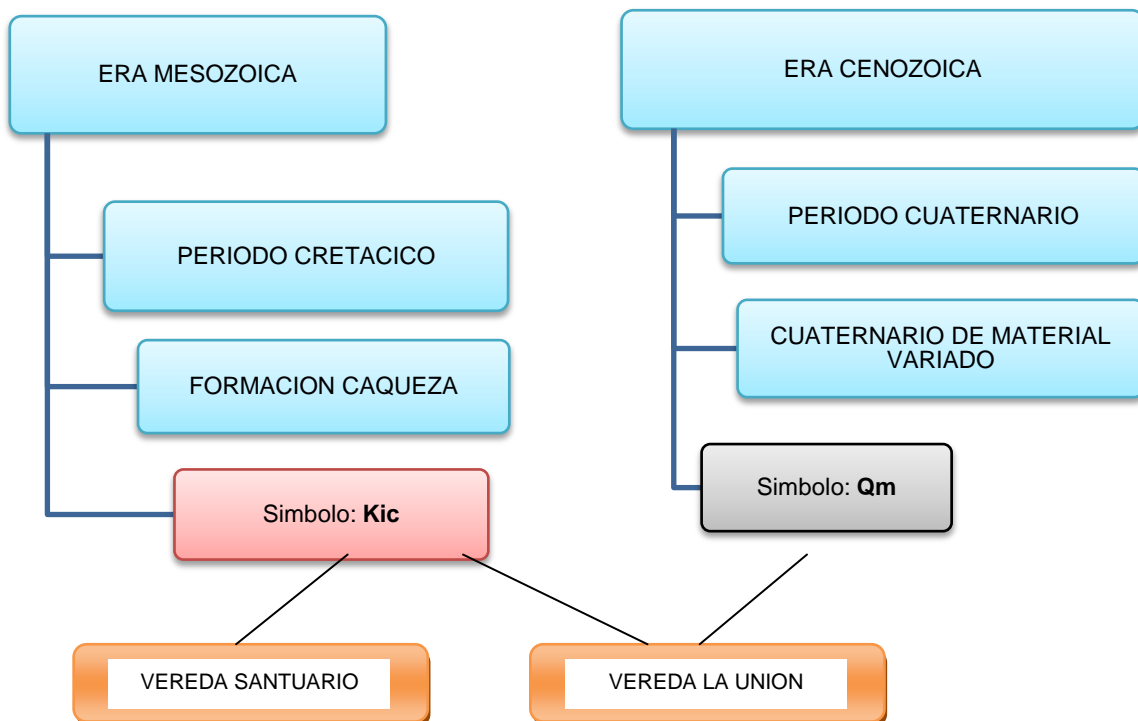 ERA MESOZOICA
PERIODO CRETACICO
FORMACION CAQUEZA
Simbolo: Kic
ERA CENOZOICA
PERIODO CUATERNARIO
CUATERNARIO DE MATERIAL
VARIADO
Simbolo: Qm
VEREDA SANTUARIO
VEREDA LA UNION